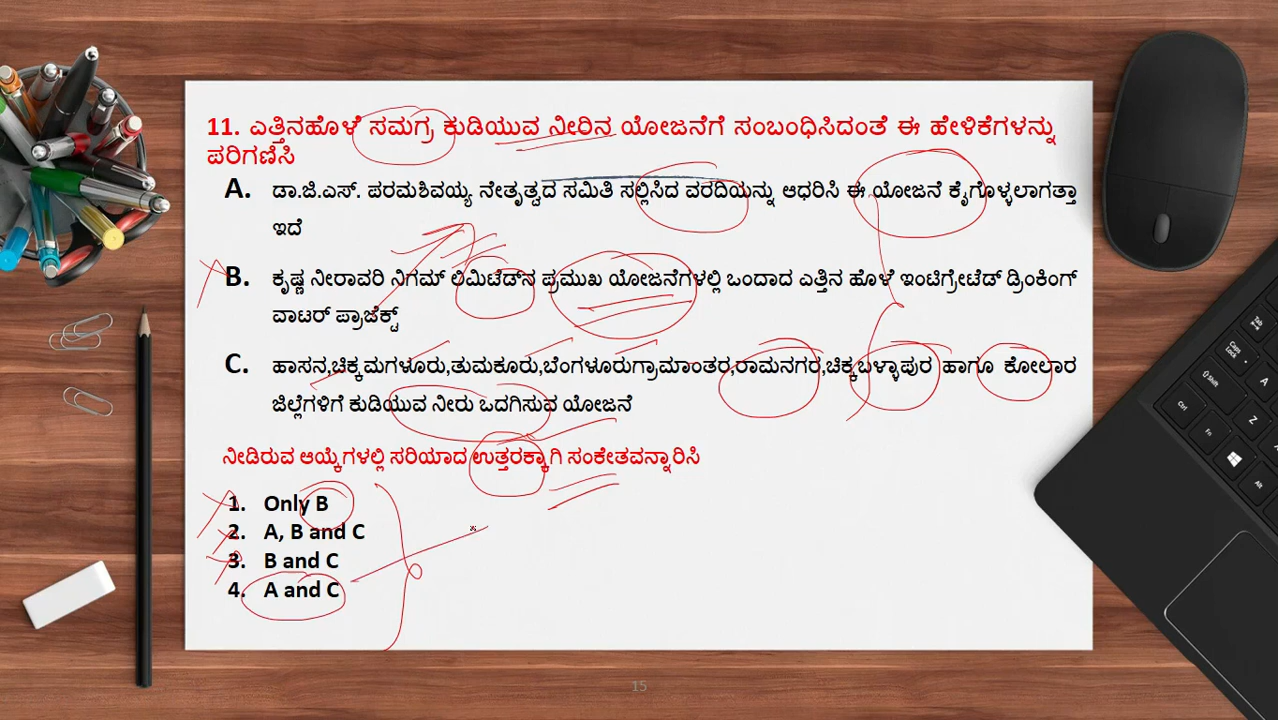 11. ಎತ್ತಿನಹೊಳೆ ಸಮಗ್ರ ಕುಡಿಯುವ ನೀರಿನ ಯೋಜನೆಗೆ ಸಂಬಂಧಿಸಿದಂತೆ ಈ ಹೇಳಿಕೆಗಳನ್ನು
ಪರಿಗಣಿಸಿ
A. ಡಾ.ಜಿ.ಎಸ್. ಪರಮಶಿವಯ್ಯ ನೇತೃತ್ವದ ಸಮಿತಿ ಸಲ್ಲಿಸಿದ ವರದಿಯನ್ನು ಆಧರಿಸಿ ಈ ಯೋಜನೆ ಕೈಗೊಳ್ಳಲಾಗತ್ತಾ
ಇದೆ
B. ಕೃಷ್ಣ ನೀರಾವರಿ ನಿಗಮ್ ಲಿಮಿಟೆಡ್‌ನ ಪ್ರಮುಖ ಯೋಜನೆಗಳಲ್ಲಿ ಒಂದಾದ ಎತ್ತಿನ ಹೊಳೆ ಇಂಟಿಗ್ರೇಟೆಡ್ ಡ್ರಿಂಕಿಂಗ್
ವಾಟರ್ ಪ್ರಾಜೆಕ್ಟ್
C. ಹಾಸನ,ಚಿಕ್ಕಮಗಳೂರು,ತುಮಕೂರು,ಬೆಂಗಳೂರುಗ್ರಾಮಾಂತರ,ರಾಮನಗರ,ಚಿಕ್ಕಬಳ್ಳಾಪುರ ಹಾಗೂ ಕೋಲಾರ
ಜಿಲ್ಲೆಗಳಿಗೆ ಕುಡಿಯುವ ನೀರು ಒದಗಿಸುವ ಯೋಜನೆ
ನೀಡಿರುವ ಆಯ್ಕೆಗಳಲ್ಲಿ ಸರಿಯಾದ ಉತ್ತರಕ್ಕಾಗಿ ಸಂಕೇತವನ್ನಾರಿಸಿ
1. Only B
2. A, B and C
3. B and C
4. A and C
15